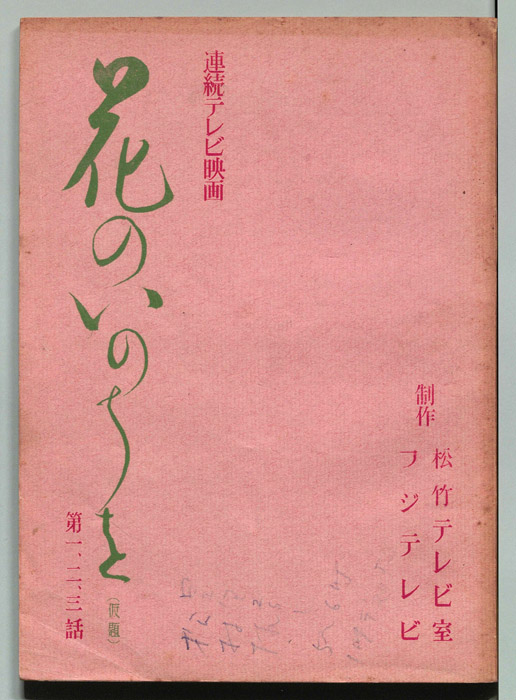 連続テレビ映画
花のいのちを
(仮題)
第一、二、三話
制作
松竹テレビ室
フジテレビ